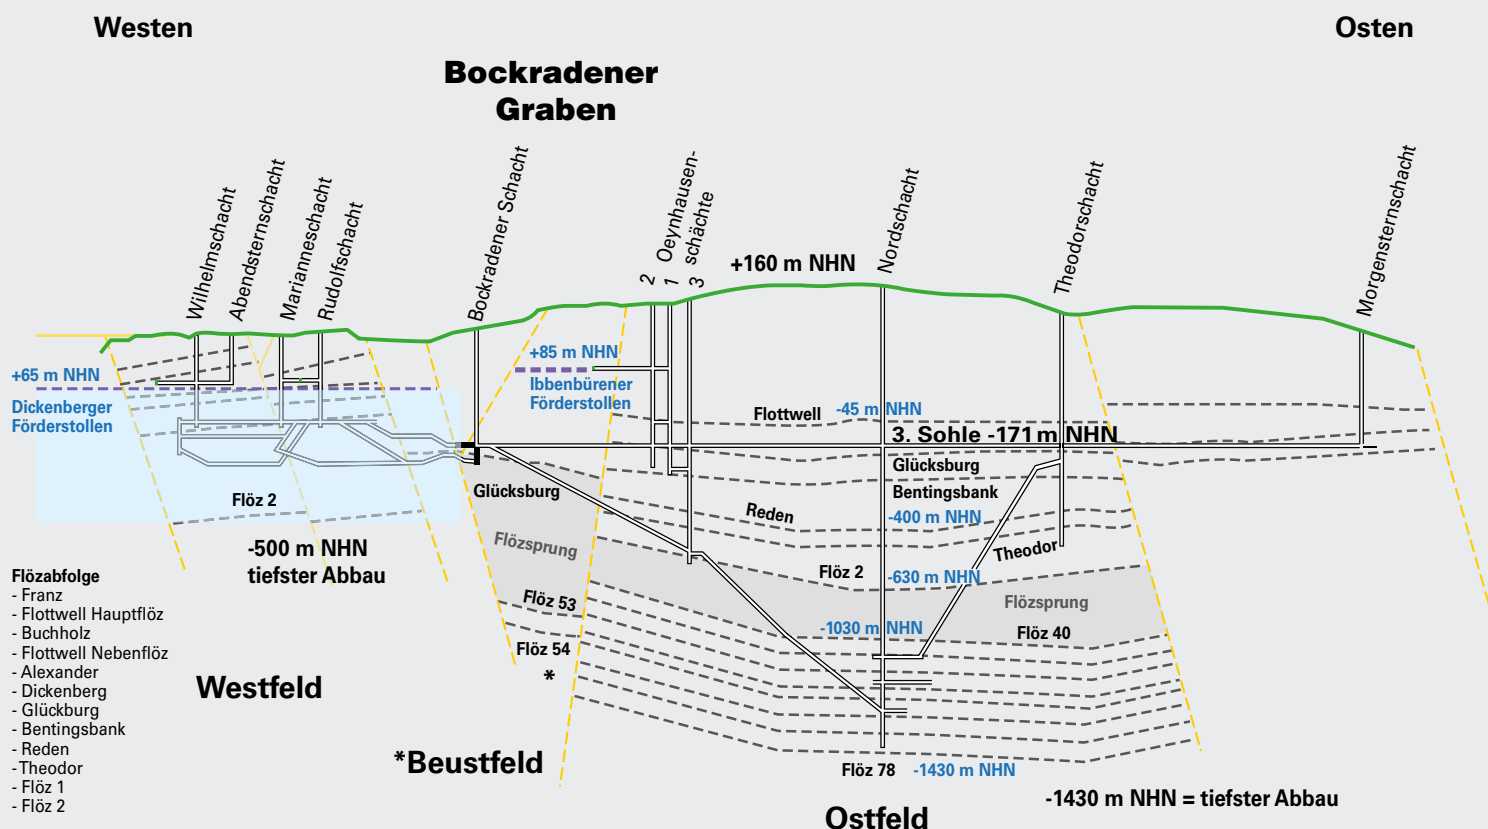 Westen
Osten
Bockradener
Graben
Wilhelmschacht
Abendsternschacht
Marianneschacht
Rudolfschacht
Bockradener Schacht
2
1
3
Oeynhausen-
schächte
+160 m NHN
Nordschacht
Theodorschacht
Morgensternschacht
+65 m NHN
Dickenberger
Förderstollen
+85 m NHN
Ibbenbürener
Förderstollen
Flottwell
-45 m NHN
3. Sohle -171 m NHN
Glücksburg
Bentingsbank
Glücksburg
Reden
-400 m NHN
Flöz 2
Flözsprung
Theodor
-500 m NHN
tiefster Abbau
Flöz 2
-630 m NHN
Flözsprung
Flöz 53
-1030 m NHN
Flöz 40
Flöz 54
*
Flözabfolge
- Franz
- Flottwell Hauptflöz
- Buchholz
- Flottwell Nebenflöz
- Alexander
- Dickenberg
- Glückburg
- Bentingsbank
- Reden
- Theodor
- Flöz 1
- Flöz 2
Westfeld
*Beustfeld
Flöz 78
-1430 m NHN
-1430 m NHN = tiefster Abbau
Ostfeld